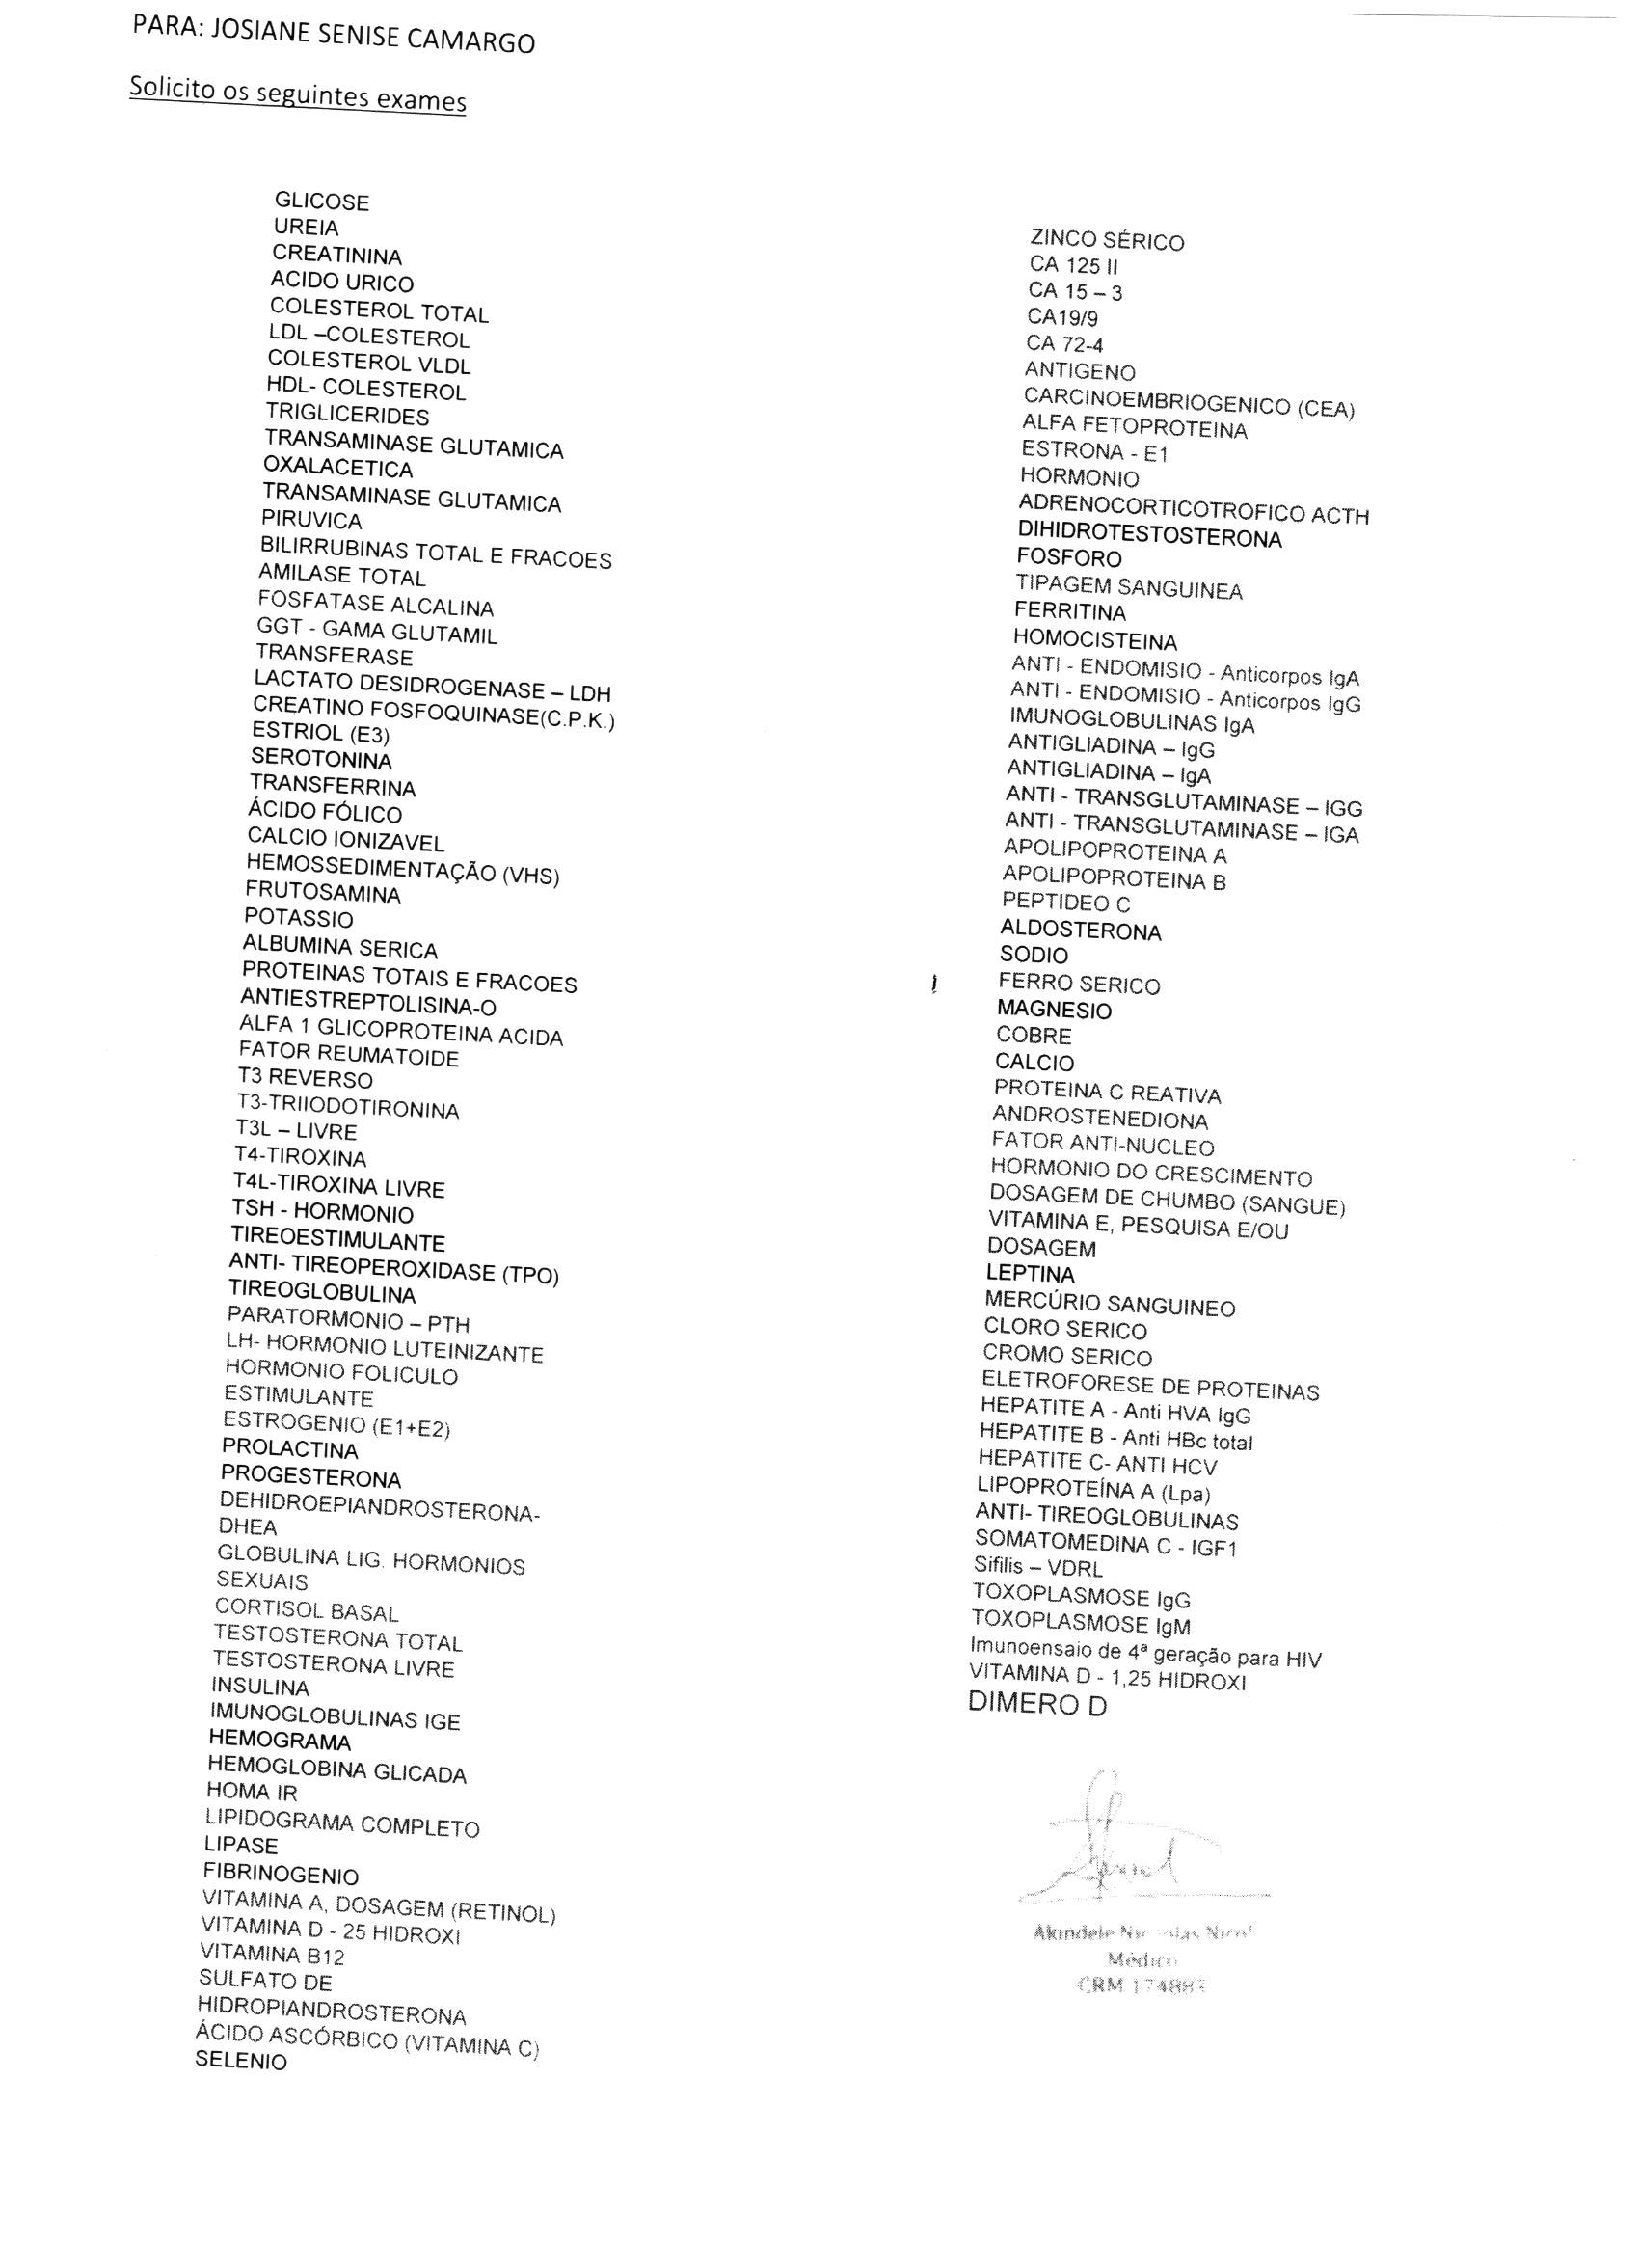 PARA: JOSIANE SENISE CAMARGO
Solicito os seguintes exames
GLICOSE
UREIA
CREATININA
ACIDO URICO
COLESTEROL TOTAL
LDL –COLESTEROL
COLESTEROL VLDL
HDL- COLESTEROL
TRIGLICERIDES
TRANSAMINASE GLUTAMICA
OXALACETICA
TRANSAMINASE GLUTAMICA
PIRUVICA
BILIRRUBINAS TOTAL E FRACOES
AMILASE TOTAL
FOSFATASE ALCALINA
GGT - GAMA GLUTAMIL
TRANSFERASE
LACTATO DESIDROGENASE – LDH
CREATINO FOSFOQUINASE(C.P.K.)
ESTRIOL (E3)
SEROTONINA
TRANSFERRINA
ÁCIDO FÓLICO
CALCIO IONIZAVEL
HEMOSSEDIMENTAÇÃO (VHS)
FRUTOSAMINA
POTASSIO
ALBUMINA SERICA
PROTEINAS TOTAIS E FRACOES
ANTIESTREPTOLISINA-O
ALFA 1 GLICOPROTEINA ACIDA
FATOR REUMATOIDE
T3 REVERSO
T3-TRIIODOTIRONINA
T3L – LIVRE
T4-TIROXINA
T4L-TIROXINA LIVRE
TSH - HORMONIO
TIREOESTIMULANTE
ANTI- TIREOPEROXIDASE (TPO)
TIREOGLOBULINA
PARATORMONIO – PTH
LH- HORMONIO LUTEINIZANTE
HORMONIO FOLICULO
ESTIMULANTE
ESTROGENIO (E1+E2)
PROLACTINA
PROGESTERONA
DEHIDROEPIANDROSTERONA-
DHEA
GLOBULINA LIG. HORMONIOS
SEXUAIS
CORTISOL BASAL
TESTOSTERONA TOTAL
TESTOSTERONA LIVRE
INSULINA
IMUNOGLOBULINAS IGE
HEMOGRAMA
HEMOGLOBINA GLICADA
HOMA IR
LIPIDOGRAMA COMPLETO
LIPASE
FIBRINOGENIO
VITAMINA A, DOSAGEM (RETINOL)
VITAMINA D - 25 HIDROXI
VITAMINA B12
SULFATO DE
HIDROPIANDROSTERONA
ÁCIDO ASCÓRBICO (VITAMINA C)
SELENIO
ZINCO SÉRICO
CA 125 II
CA 15 – 3
CA19/9
CA 72-4
ANTIGENO
CARCINOEMBRIOGENICO (CEA)
ALFA FETOPROTEINA
ESTRONA - E1
HORMONIO
ADRENOCORTICOTROFICO ACTH
DIHIDROTESTOSTERONA
FOSFORO
TIPAGEM SANGUINEA
FERRITINA
HOMOCISTEINA
ANTI - ENDOMISIO - Anticorpos IgA
ANTI - ENDOMISIO - Anticorpos IgG
IMUNOGLOBULINAS IgA
ANTIGLIADINA – IgG
ANTIGLIADINA – IgA
ANTI - TRANSGLUTAMINASE – IGG
ANTI - TRANSGLUTAMINASE – IGA
APOLIPOPROTEINA A
APOLIPOPROTEINA B
PEPTIDEO C
ALDOSTERONA
SODIO
FERRO SERICO
MAGNESIO
COBRE
CALCIO
PROTEINA C REATIVA
ANDROSTENEDIONA
FATOR ANTI-NUCLEO
HORMONIO DO CRESCIMENTO
DOSAGEM DE CHUMBO (SANGUE)
VITAMINA E, PESQUISA E/OU
DOSAGEM
LEPTINA
MERCÚRIO SANGUINEO
CLORO SERICO
CROMO SERICO
ELETROFORESE DE PROTEINAS
HEPATITE A - Anti HVA IgG
HEPATITE B - Anti HBc total
HEPATITE C- ANTI HCV
LIPOPROTEÍNA A (Lpa)
ANTI- TIREOGLOBULINAS
SOMATOMEDINA C - IGF1
Sifilis – VDRL
TOXOPLASMOSE IgG
TOXOPLASMOSE IgM
Imunoensaio de 4ª geração para HIV
VITAMINA D - 1,25 HIDROXI
DIMERO D
Akindele
Médico
CRM 174883